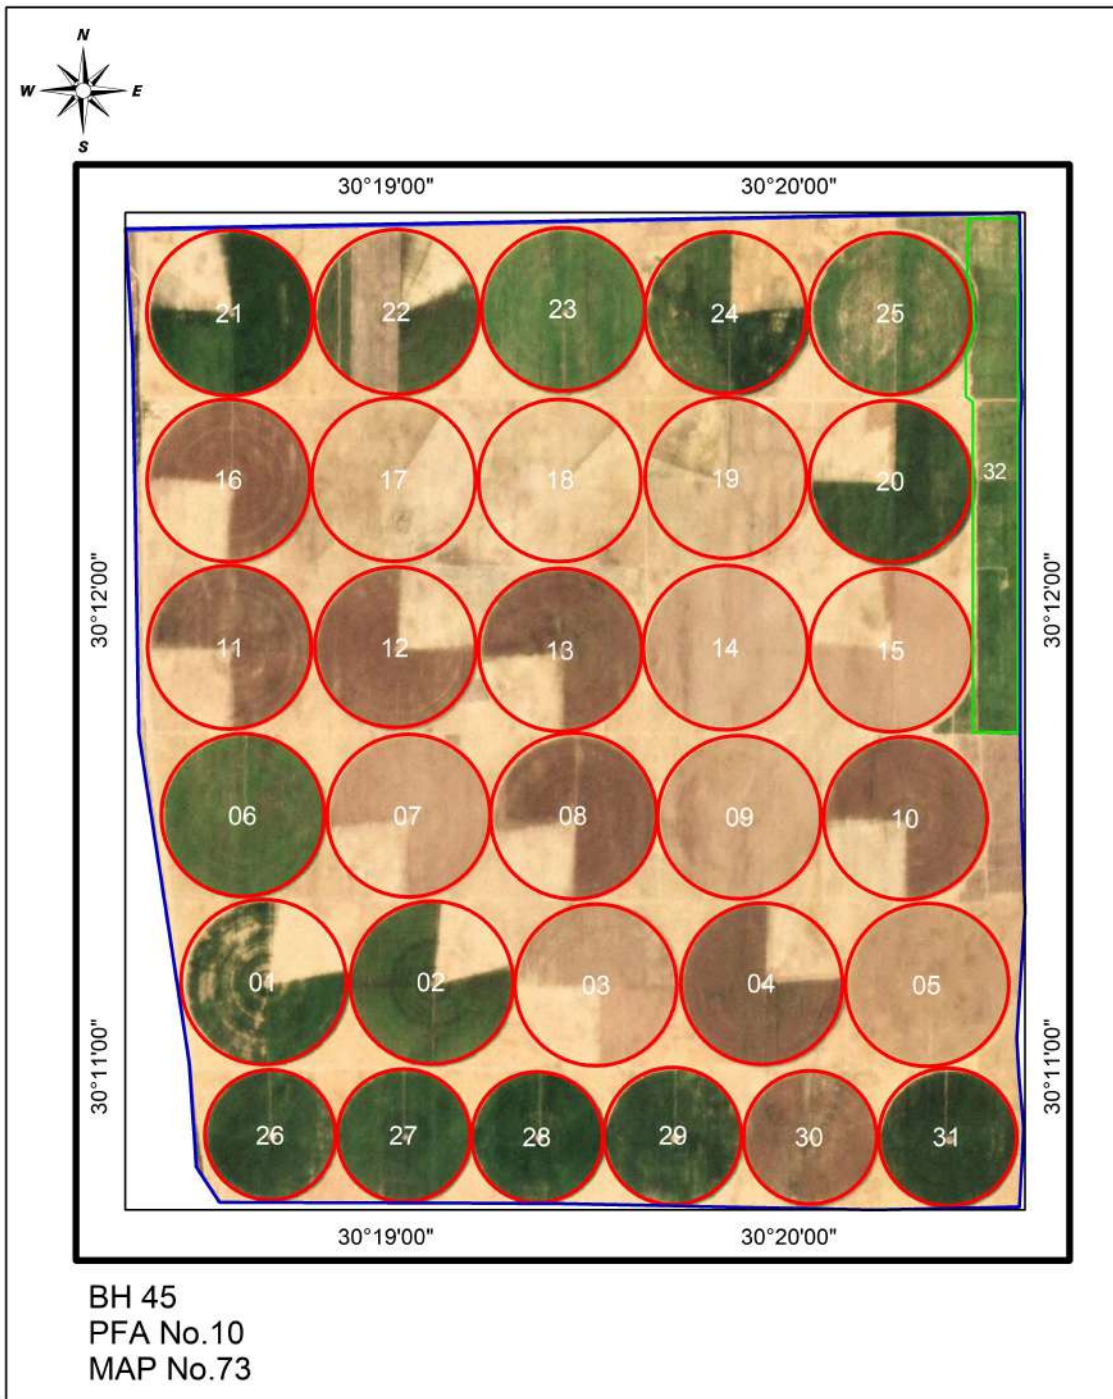 N
W E
S
30°19'00" 30°20'00"
21 22 23 24 25
16 17 18 19 20 32
30°12'00" 30°12'00"
11 12 13 14 15
06 07 08 09 10
01 02 03 04 05
30°11'00" 30°11'00"
26 27 28 29 30 31
30°19'00" 30°20'00"
BH 45
PFA No.10
MAP No.73